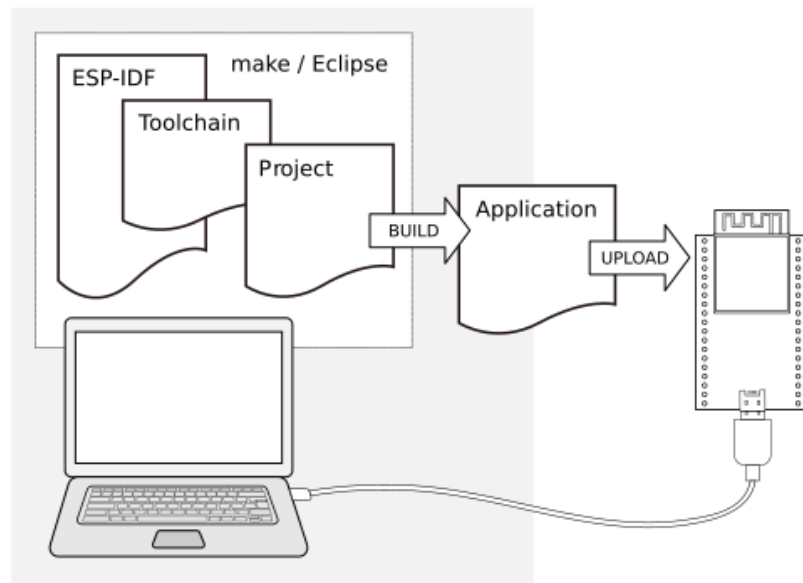 ESP-IDF
make / Eclipse
Toolchain
Project
BUILD
Application
UPLOAD